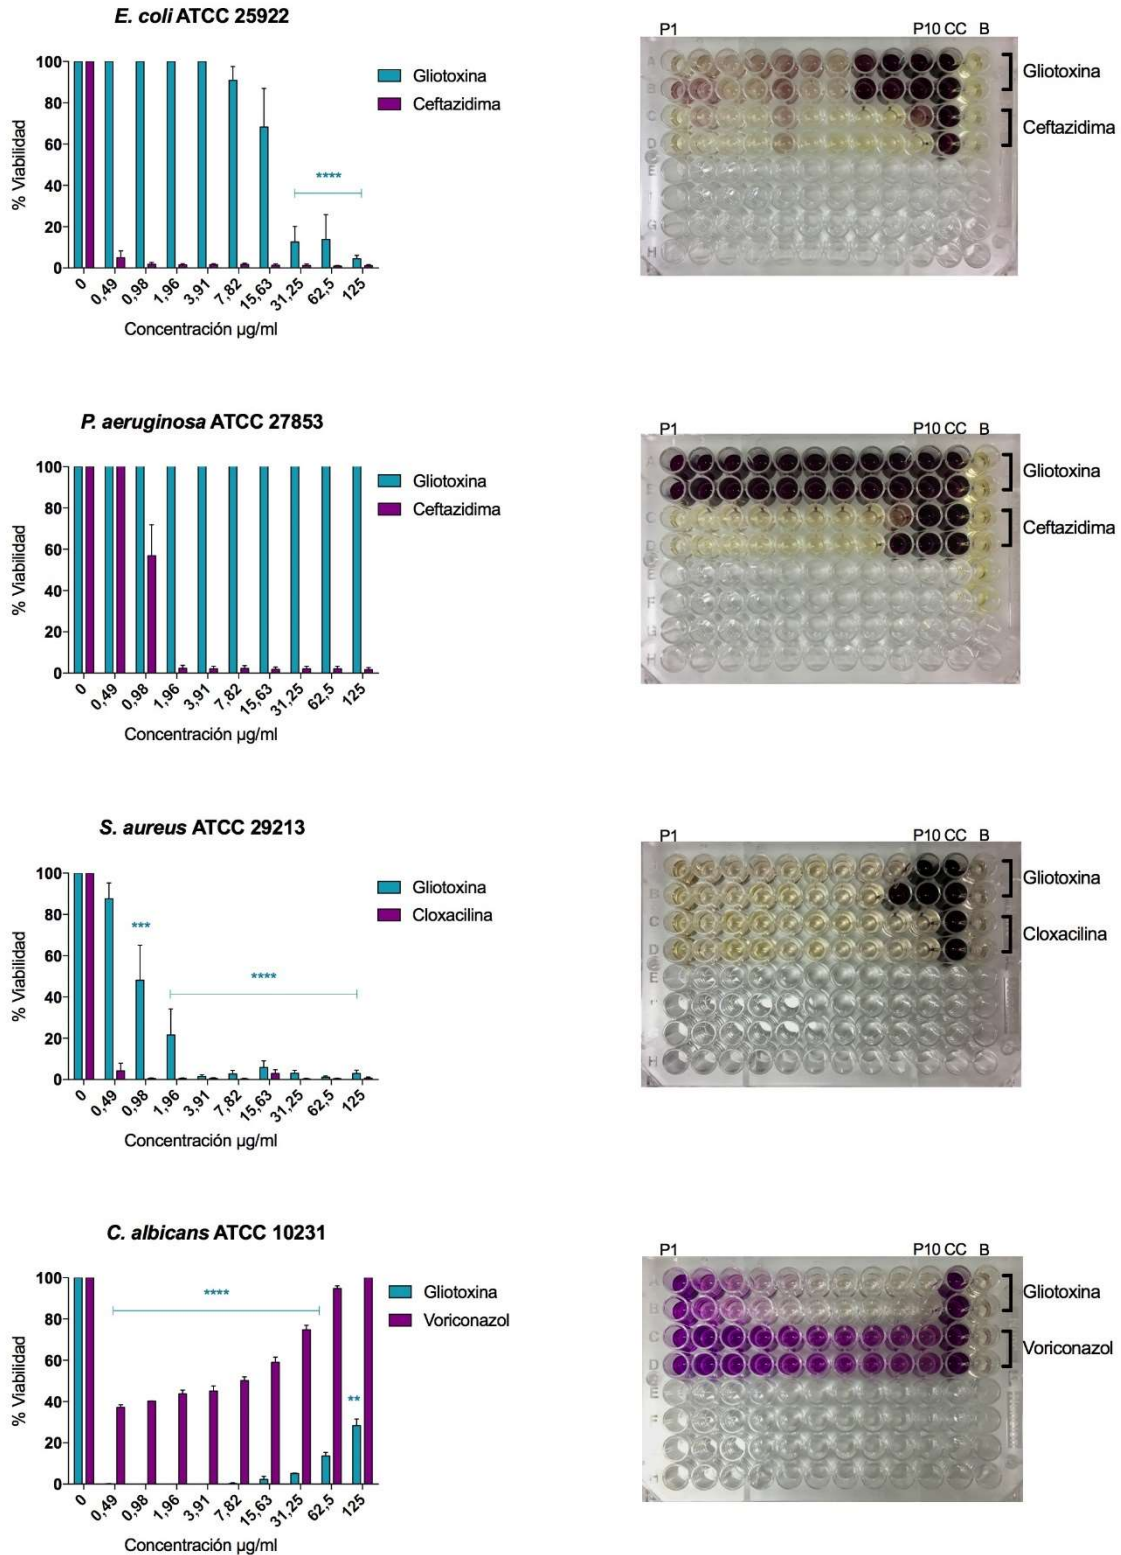 E. coli ATCC 25922
100
80
60
40
20
0
% Viabilidad
****
0
0,49
0,98
1,96
3,91
7,82
15,63
31,25
62,5
125
Concentración µg/ml
Gliotoxina
Ceftazidima
P1 P10 CC B
A
B
C
D
E
G
H
Gliotoxina
Ceftazidima
P. aeruginosa ATCC 27853
100
80
60
40
20
0
% Viabilidad
0
0,49
0,98
1,96
3,91
7,82
15,63
31,25
62,5
125
Concentración µg/ml
Gliotoxina
Ceftazidima
P1 P10 CC B
A
B
C
D
E
F
G
H
Gliotoxina
Ceftazidima
S. aureus ATCC 29213
100
80
60
40
20
0
% Viabilidad
***
****
0
0,49
0,98
1,96
3,91
7,82
15,63
31,25
62,5
125
Concentración µg/ml
Gliotoxina
Cloxacilina
P1 P10 CC B
B
C
D
E
H
Gliotoxina
Cloxacilina
C. albicans ATCC 10231
100
80
60
40
20
0
% Viabilidad
****
**
0
0,49
0,98
1,96
3,91
7,82
15,63
31,25
62,5
125
Concentración µg/ml
Gliotoxina
Voriconazol
P1 P10 CC B
A
B
C
D
E
F
H
Gliotoxina
Voriconazol